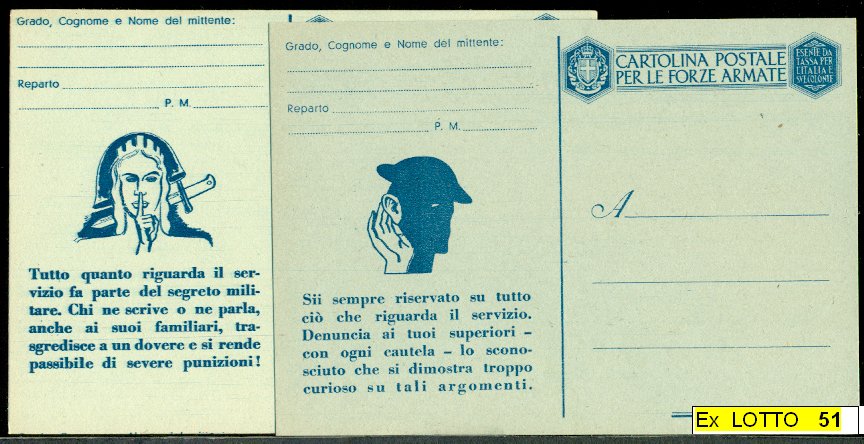 Grado, Cognome e Nome del mittente:
Reparto
P. M.
Tutto quanto riguarda il ser-
vizio fa parte del segreto mili-
tare. Chi ne scrive o ne parla,
anche ai suoi familiari, tra-
sgredisce a un dovere e si rende
passibile di severe punizioni!
Grado, Cognome e Nome del mittente:
Reparto
P. M.
Sii sempre riservato su tutto
ciò che riguarda il servizio.
Denuncia ai tuoi superiori -
con ogni cautela - lo scono-
sciuto che si dimostra troppo
curioso su tali argomenti.
CARTOLINA POSTALE
PER LE FORZE ARMATE
ESENTE DA
TASSA PER
L'ITALIA E
SVE COLONIE
A
Ex LOTTO 51